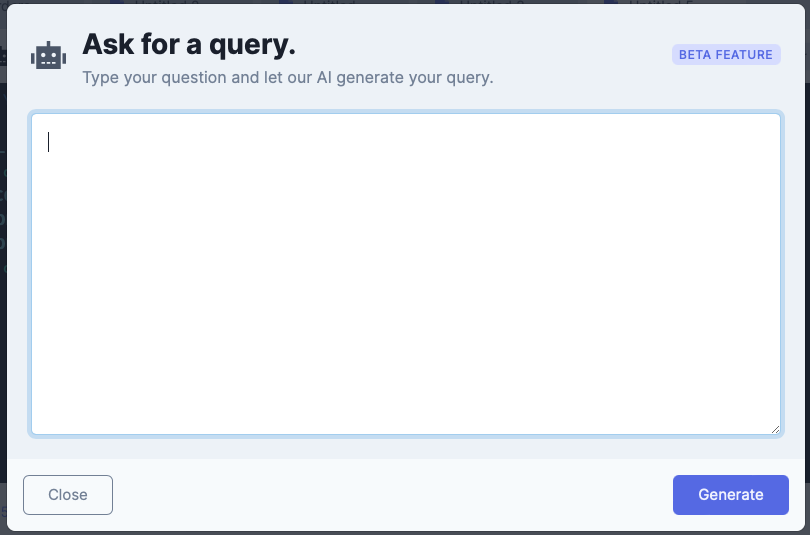 Ask for a query.
Type your question and let our AI generate your query.
BETA FEATURE
Close
Generate